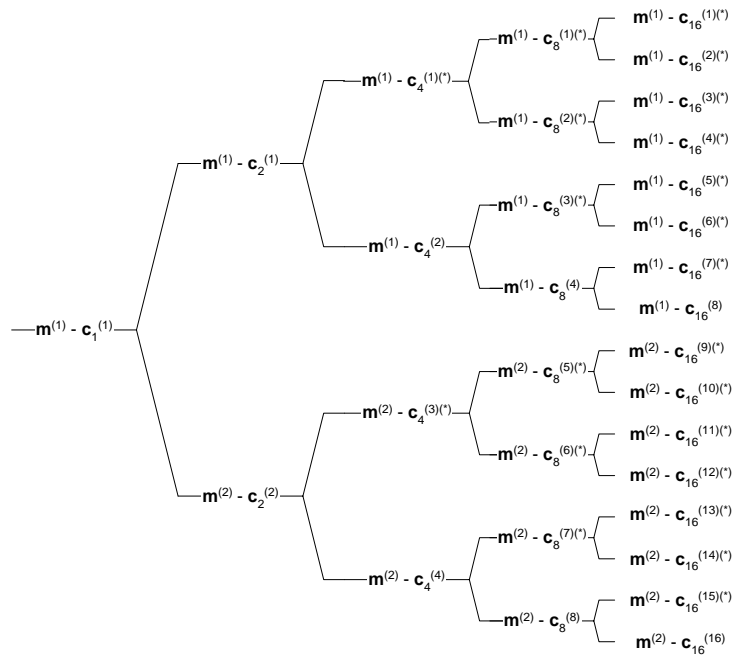 m(1) - c16(1)(*)
m(1) - c8(1)(*)
m(1) - c16(2)(*)
m(1) - c4(1)(*)
m(1) - c16(3)(*)
m(1) - c8(2)(*)
m(1) - c16(4)(*)
m(1) - c2(1)
m(1) - c16(5)(*)
m(1) - c8(3)(*)
m(1) - c16(6)(*)
m(1) - c4(2)
m(1) - c16(7)(*)
m(1) - c8(4)
m(1) - c16(8)
m(1) - c1(1)
m(2) - c16(9)(*)
m(2) - c8(5)(*)
m(2) - c16(10)(*)
m(2) - c4(3)(*)
m(2) - c16(11)(*)
m(2) - c8(6)(*)
m(2) - c16(12)(*)
m(2) - c2(2)
m(2) - c16(13)(*)
m(2) - c8(7)(*)
m(2) - c16(14)(*)
m(2) - c4(4)
m(2) - c16(15)(*)
m(2) - c8(8)
m(2) - c16(16)